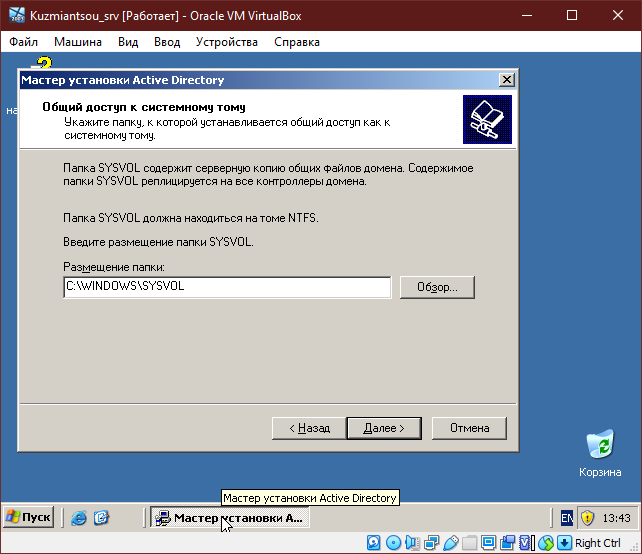 Kuzmiantsou_srv [Работает] - Oracle VM VirtualBox
Файл Машина Вид Ввод Устройства Справка
Мастер установки Active Directory
Общий доступ к системному тому
Укажите папку, к которой устанавливается общий доступ как к
системному тому.
Папка SYSVOL содержит серверную копию общих файлов домена. Содержимое
папки SYSVOL реплицируется на все контроллеры домена.
Папка SYSVOL должна находиться на томе NTFS.
Введите размещение папки SYSVOL.
Размещение папки:
C:\WINDOWS\SYSVOL
Обзор...
< Назад
Далее >
Отмена
Корзина
Мастер установки Active Directory
Пуск
Мастер установки A...
EN
13:43
Right Ctrl